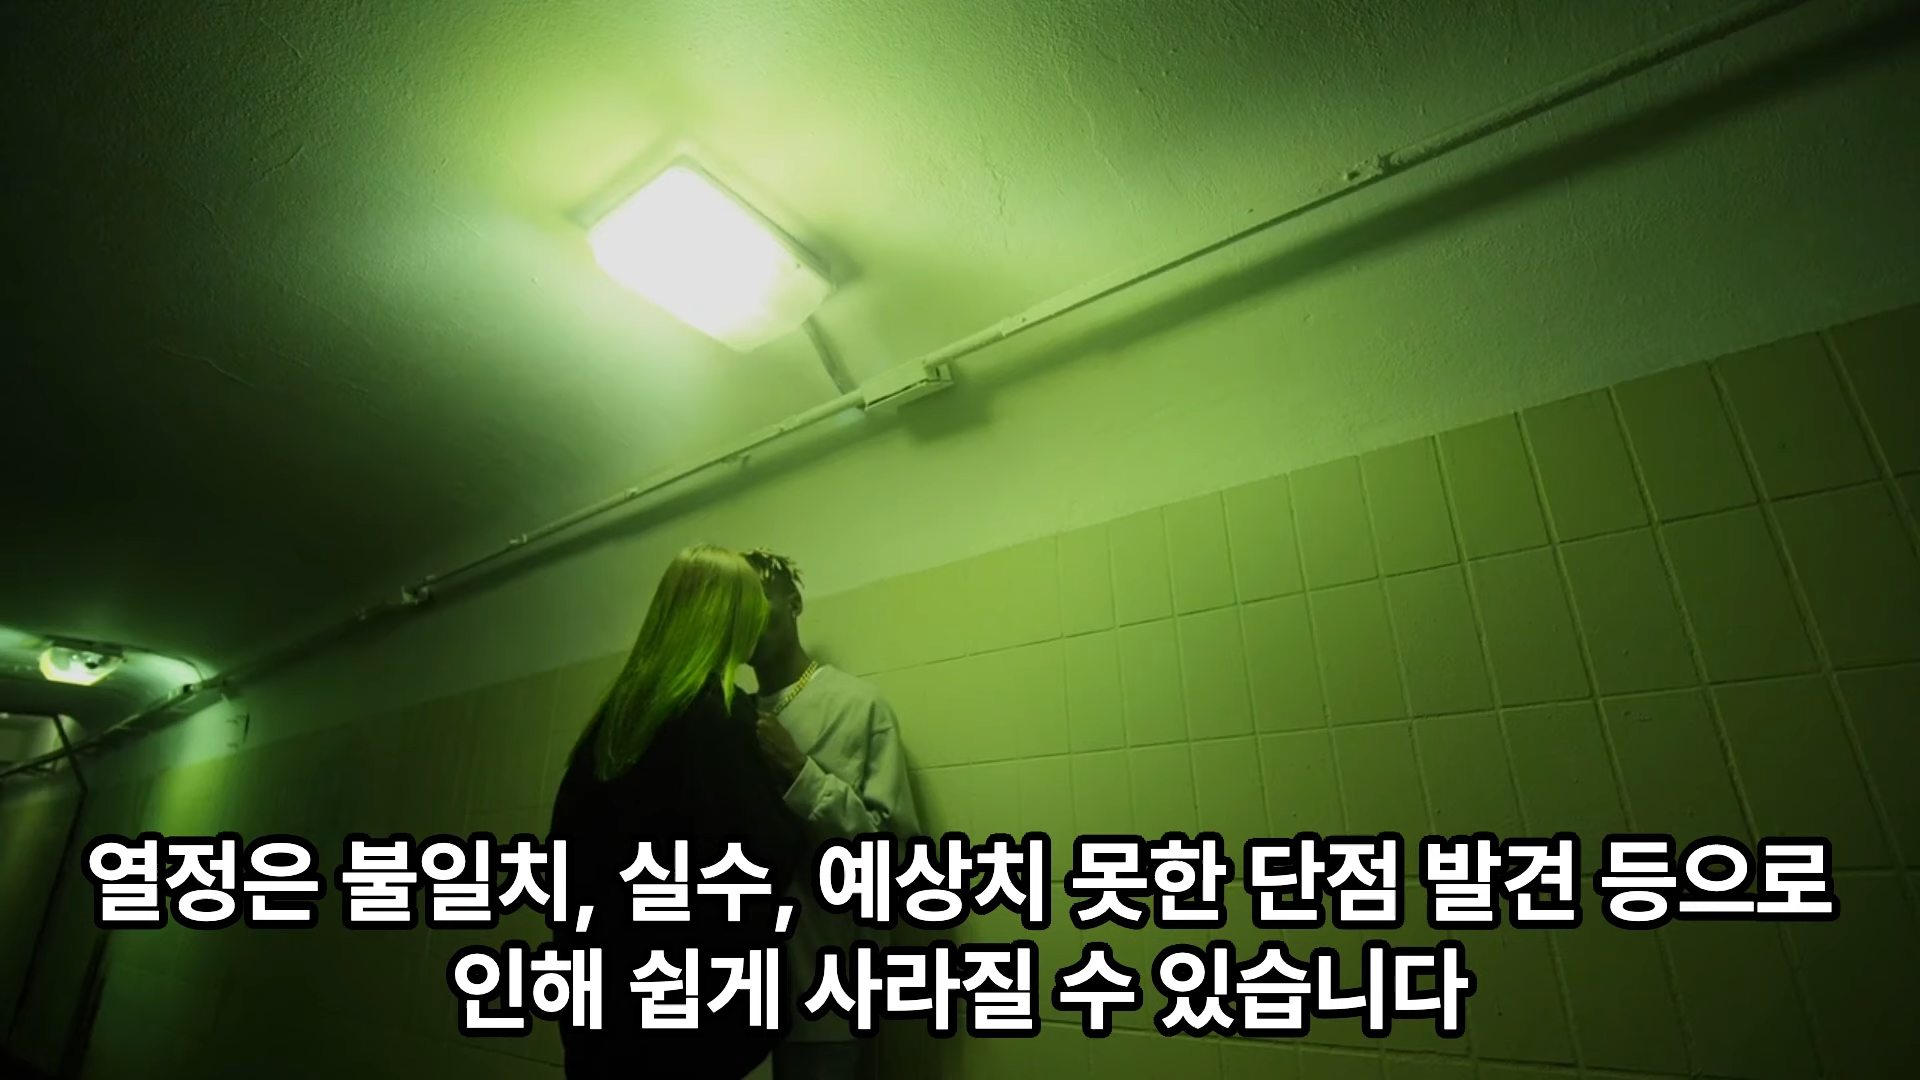 열정은 불일치, 실수, 예상치 못한 단점 발견 등으로
인해 쉽게 사라질 수 있습니다